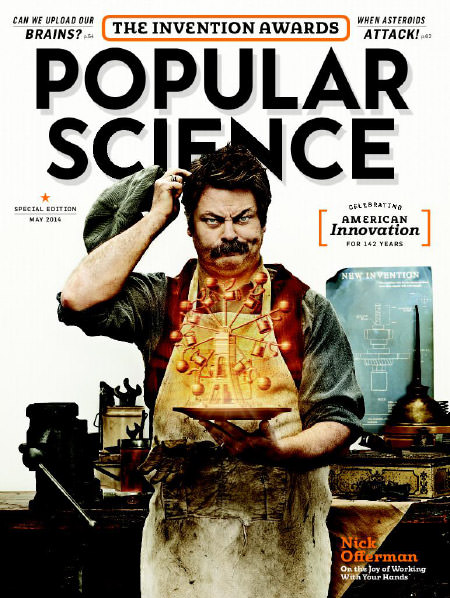 CAN WE UPLOAD OUR
BRAINS? p.54
THE INVENTION AWARDS
WHEN ASTEROIDS
ATTACK! p.62
POPULAR
SCIENCE
SPECIAL EDITION
MAY 2014
CELEBRATING
AMERICAN
Innovation
FOR 142 YEARS
NEW INVENTION
Nick
Offerman
On the Joy of Working
With Your Hands